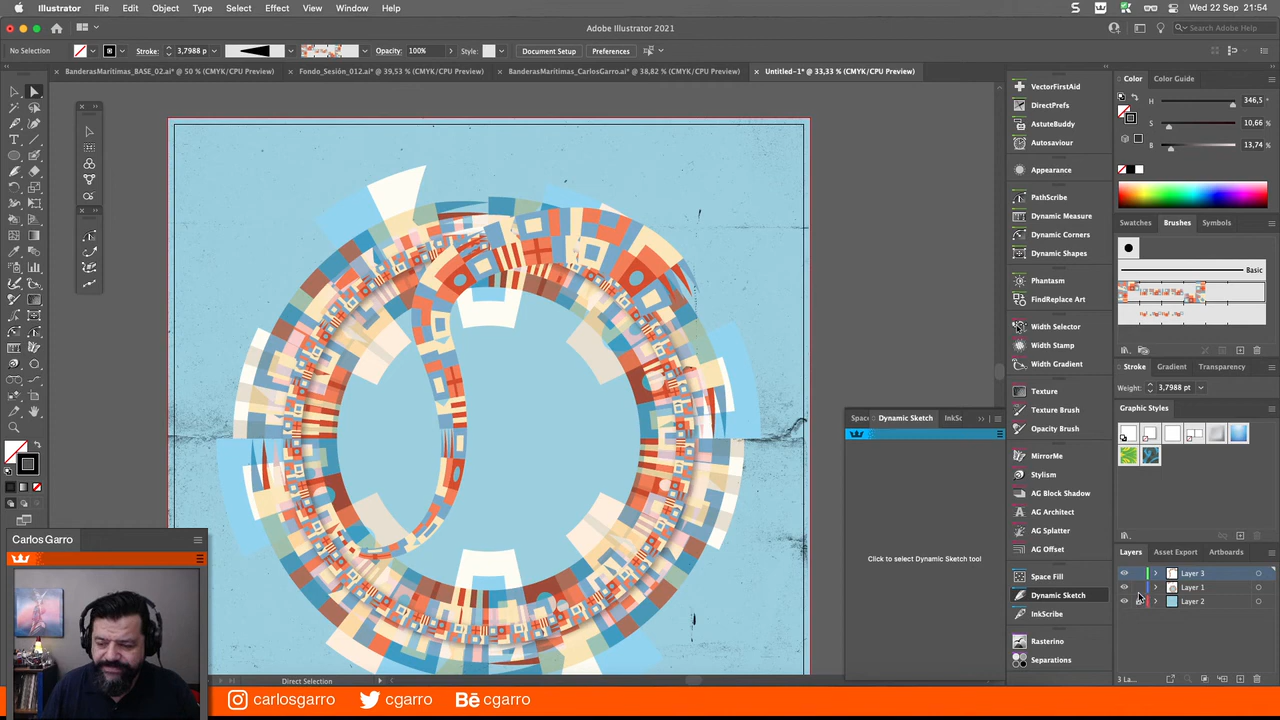 Illustrator File Edit Object Type Select Effect View Window Help
Wed 22 Sep 21:54
Adobe Illustrator 2021
Search Adobe Help
No Selection Stroke: 3,7988 pt Opacity: 100% Style: Document Setup Preferences
BanderasMarítimas_BASE_02.ai* @ 50 % (CMYK/CPU Preview)
Fondo_Sesión_012.ai* @ 39,53 % (CMYK/CPU Preview)
BanderasMarítimas_CarlosGarro.ai* @ 38,82 % (CMYK/CPU Preview)
Untitled-1* @ 33,33 % (CMYK/CPU Preview)
VectorFirstAid
DirectPrefs
AstuteBuddy
Autosaviour
Appearance
PathScribe
Dynamic Measure
Dynamic Corners
Dynamic Shapes
Phantasm
FindReplace Art
Width Selector
Width Stamp
Width Gradient
Texture
Texture Brush
Opacity Brush
MirrorMe
Stylism
AG Block Shadow
AG Architect
AG Splatter
AG Offset
Space Fill
Dynamic Sketch
InkScribe
Rasterino
Separations
Color Color Guide
H 346,5 °
S 10,66 %
B 13,74 %
Swatches Brushes Symbols
Basic
Stroke Gradient Transparency
Weight: 3,7988 pt
Graphic Styles
Layers Asset Export Artboards
Layer 3
Layer 1
Layer 2
3 La...
Spac Dynamic Sketch InkSc
Click to select Dynamic Sketch tool!
Carlos Garro
Direct Selection
carlosgarro cgarro Bē cgarro